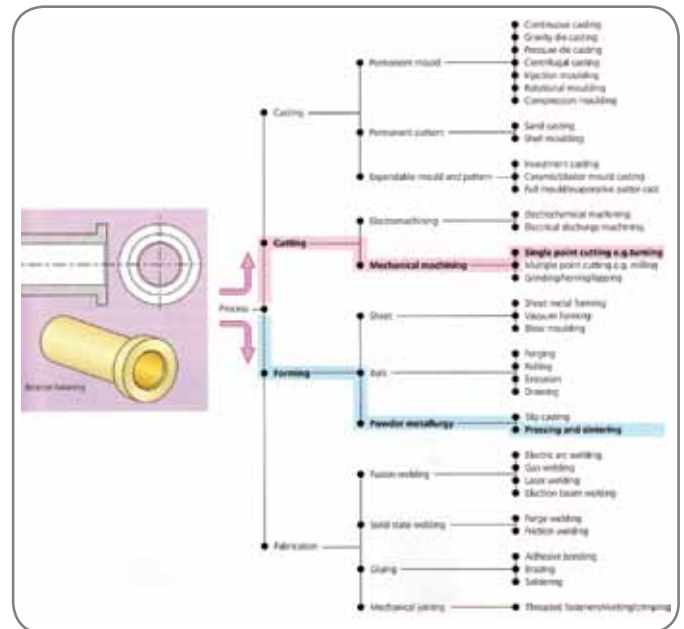 Continuous casting
Gravity die casting
Pressure die casting
Permanent mould
Centrifugal casting
Injection moulding
Rotational moulding
Compression moulding
Casting
Permanent pattern
Sand casting
Shell moulding
Expendable mould and pattern
Investment casting
Ceramic/plaster mould casting
Full mould/evaporative patter cast
Electromachining
Electrochemical machining
Electrical discharge machining
Cutting
Mechanical machining
Single point cutting e.g.turning
Multiple point cutting e.g. milling
Grinding/honing/lapping
Process
Sheet
Sheet metal forming
Vacuum forming
Blow moulding
Forming
Bulk
Forging
Rolling
Extrusion
Drawing
Bronze bearing
Powder metallurgy
Slip casting
Pressing and sintering
Fusion welding
Electric arc welding
Gas welding
Laser welding
Electron beam welding
Solid state welding
Forge welding
Friction welding
Fabrication
Gluing
Adhesive bonding
Brazing
Soldering
Mechanical joining
Threaded fasteners/riveting/crimping